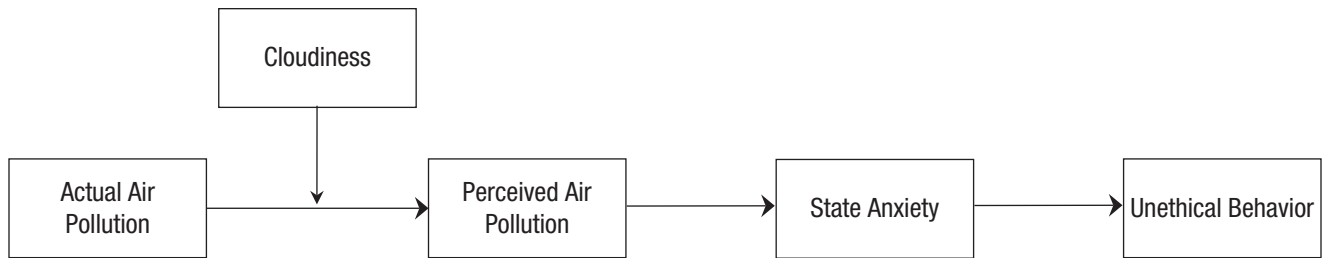 Cloudiness
Actual Air
Pollution
Perceived Air
Pollution
State Anxiety
Unethical Behavior